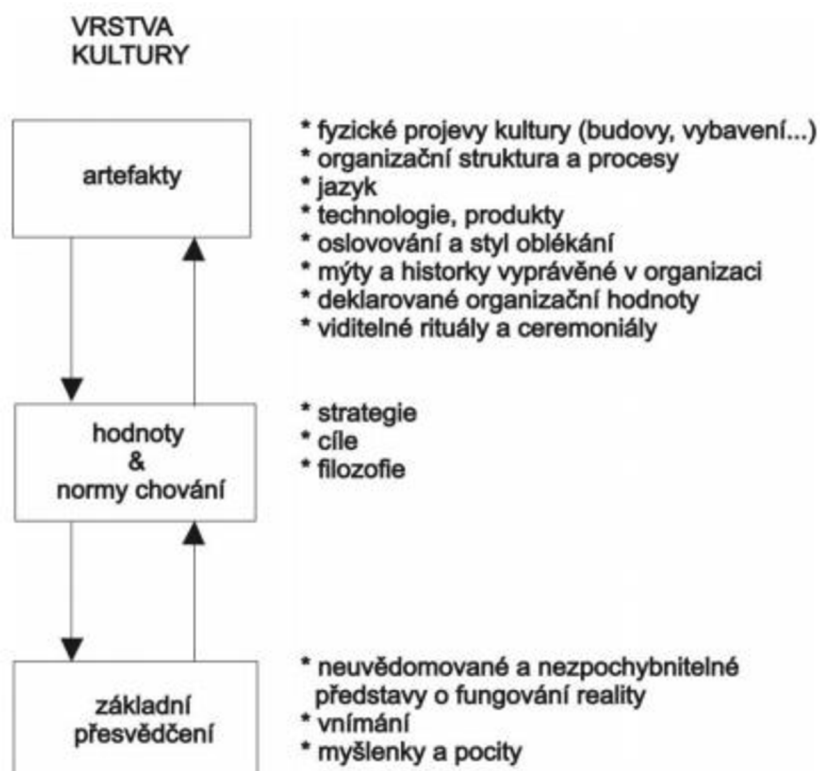 VRSTVA
KULTURY
artefakty
* fyzické projevy kultury (budovy, vybavení...)
* organizační struktura a procesy
* jazyk
* technologie, produkty
* oslovování a styl oblékání
* mýty a historky vyprávěné v organizaci
* deklarované organizační hodnoty
* viditelné rituály a ceremoniály
hodnoty
&
normy chování
* strategie
* cíle
* filozofie
základní
přesvědčení
* neuvědomované a nezpochybnitelné
představy o fungování reality
* vnímání
* myšlenky a pocity